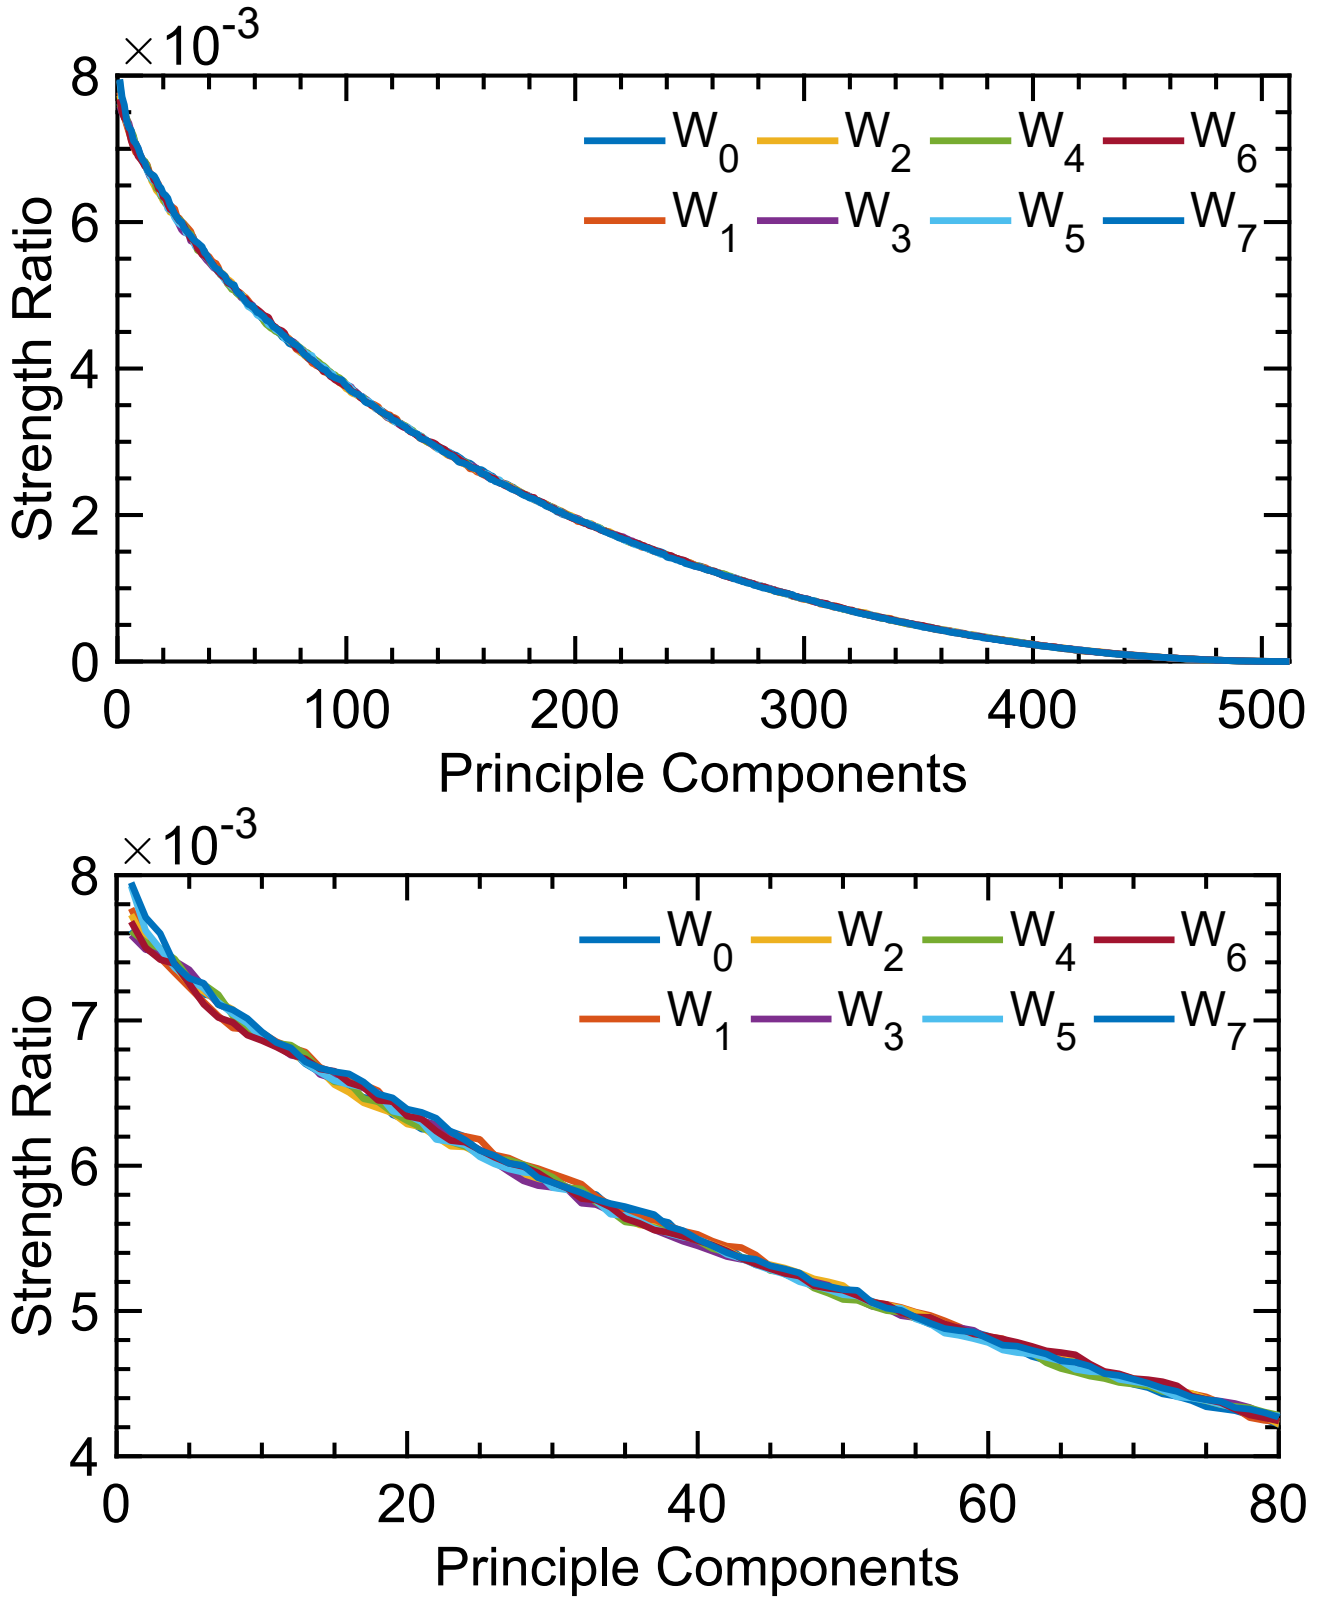 ×10-3
8
6
4
2
0
Strength Ratio
W0 W2 W4 W6
W1 W3 W5 W7
0 100 200 300 400 500
Principle Components
×10-3
8
7
6
5
4
Strength Ratio
W0 W2 W4 W6
W1 W3 W5 W7
0 20 40 60 80
Principle Components